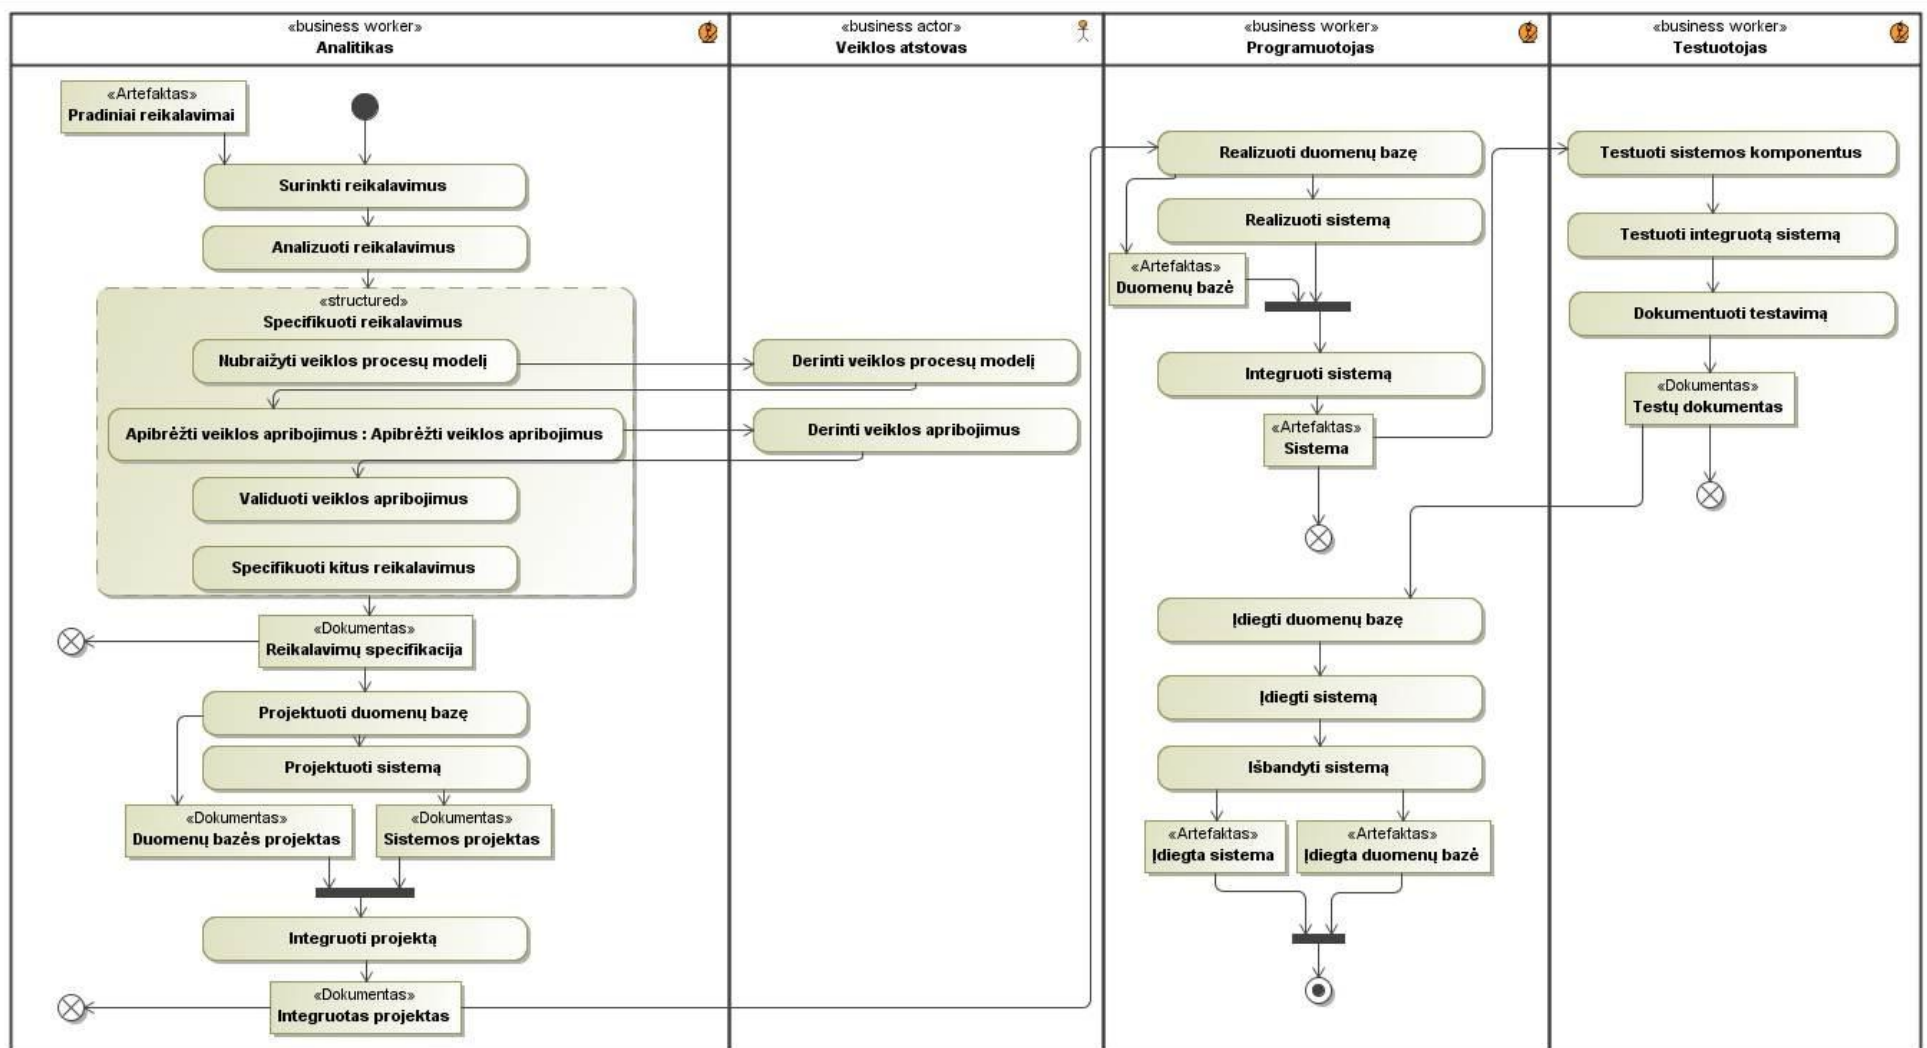 «business worker»
Analitikas
«business actor»
Veiklos atstovas
«business worker»
Programuotojas
«business worker»
Testuotojas
«Artefaktas»
Pradiniai reikalavimai
Surinkti reikalavimus
Analizuoti reikalavimus
«structured»
Specifikuoti reikalavimus
Nubraižyti veiklos procesų modelį
Apibrėžti veiklos apribojimus : Apibrėžti veiklos apribojimus
Validuoti veiklos apribojimus
Specifikuoti kitus reikalavimus
«Dokumentas»
Reikalavimų specifikacija
Projektuoti duomenų bazę
Projektuoti sistemą
«Dokumentas»
Duomenų bazės projektas
«Dokumentas»
Sistemos projektas
Integruoti projektą
«Dokumentas»
Integruotas projektas
Derinti veiklos procesų modelį
Derinti veiklos apribojimus
Realizuoti duomenų bazę
Realizuoti sistemą
«Artefaktas»
Duomenų bazė
Integruoti sistemą
«Artefaktas»
Sistema
Įdiegti duomenų bazę
Įdiegti sistemą
Išbandyti sistemą
«Artefaktas»
Įdiegta sistema
«Artefaktas»
Įdiegta duomenų bazė
Testuoti sistemos komponentus
Testuoti integruotą sistemą
Dokumentuoti testavimą
«Dokumentas»
Testų dokumentas